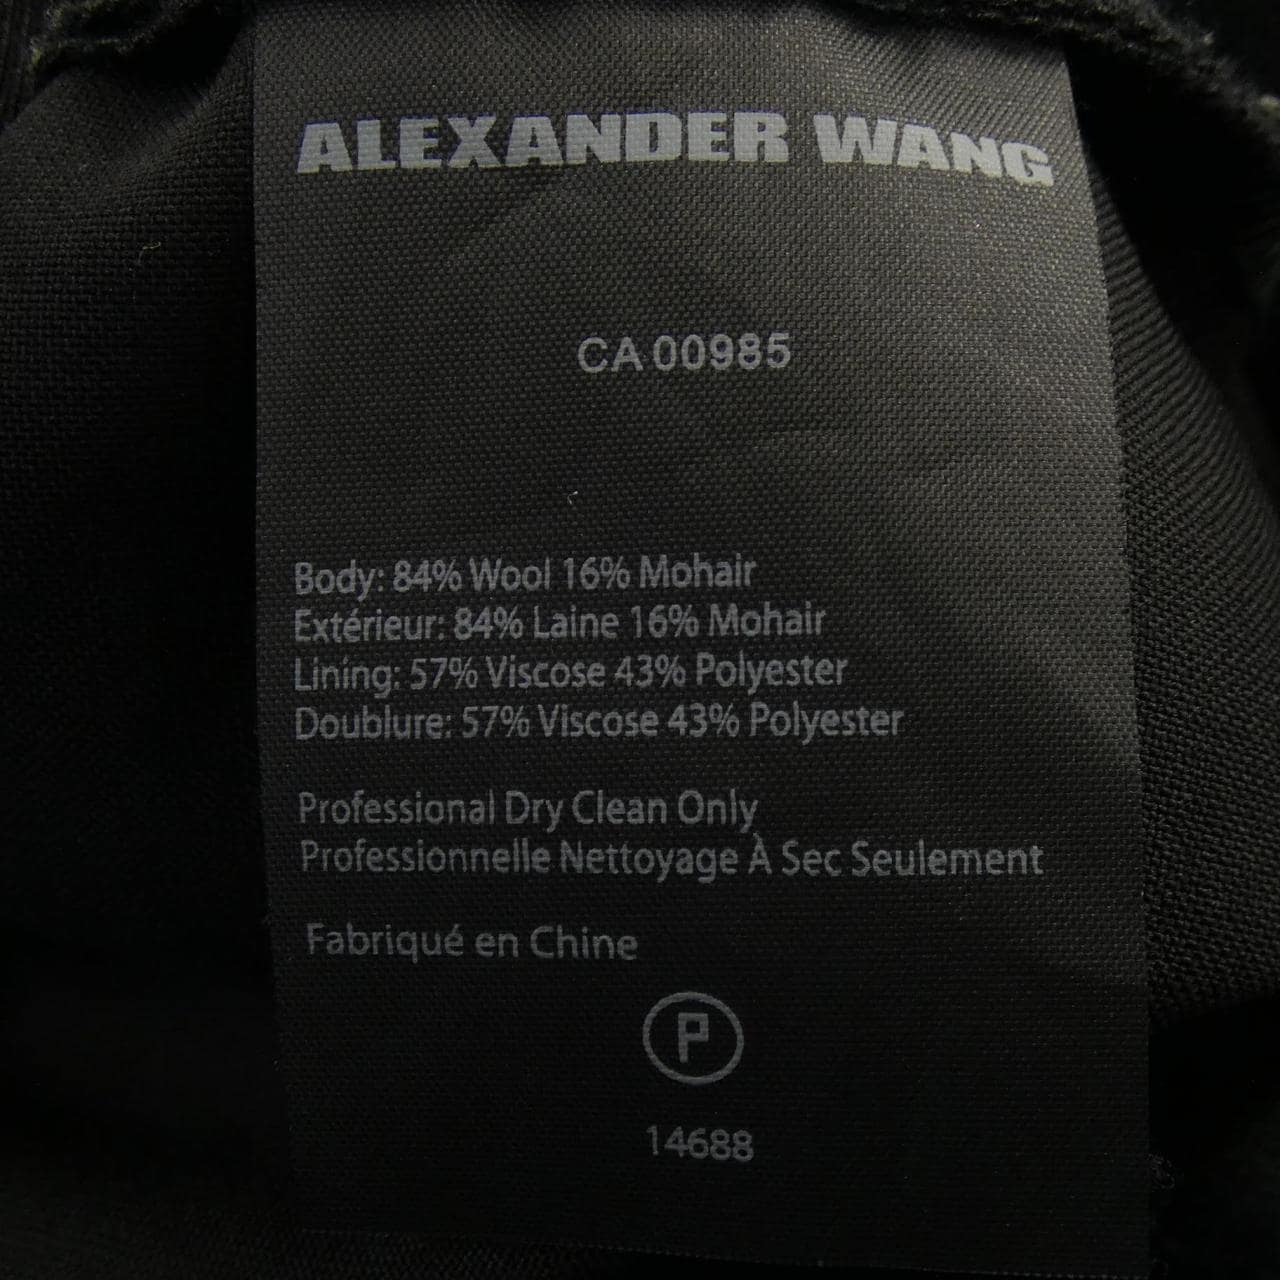 ALEXANDER WANG
CA 00985
Body: 84% Wool 16% Mohair
Extérieur: 84% Laine 16% Mohair
Lining: 57% Viscose 43% Polyester
Doublure: 57% Viscose 43% Polyester
Professional Dry Clean Only
Professionnelle Nettoyage À Sec Seulement
Fabriqué en Chine
P
14688